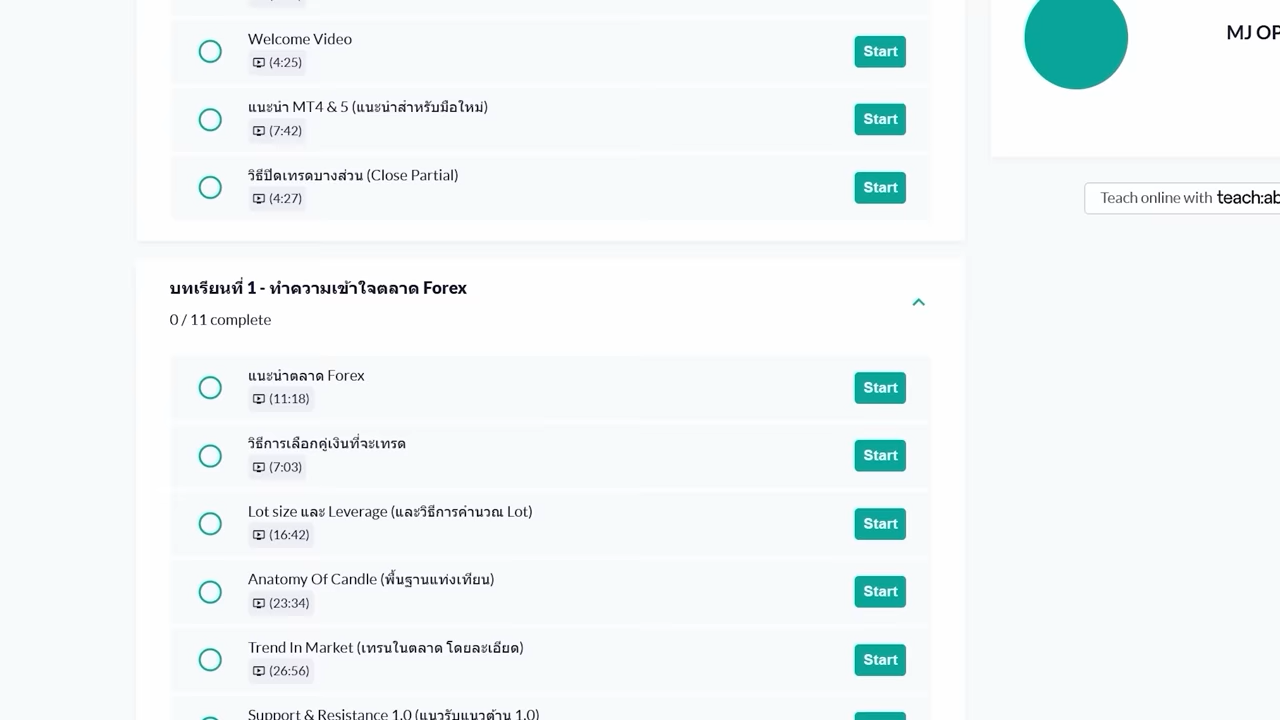 Welcome Video
(4:25)
Start
แนะนำ MT4 & 5 (แนะนำสำหรับมือใหม่)
(7:42)
Start
วิธีปิดเทรดบางส่วน (Close Partial)
(4:27)
Start
บทเรียนที่ 1 - ทำความเข้าใจตลาด Forex
0 / 11 complete
แนะนำตลาด Forex
(11:18)
Start
วิธีการเลือกคู่เงินที่จะเทรด
(7:03)
Start
Lot size และ Leverage (และวิธีการคำนวณ Lot)
(16:42)
Start
Anatomy Of Candle (พื้นฐานแท่งเทียน)
(23:34)
Start
Trend In Market (เทรนในตลาด โดยละเอียด)
(26:56)
Start
Support & Resistance 1.0 (แนวรับแนวต้าน 1.0)
MJ OP
Teach online with teach:ab